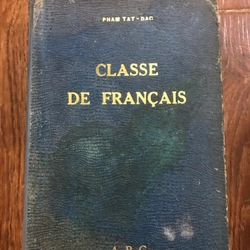 PHAM TAT-DAC
CLASSE
DE FRANÇAIS
A B C